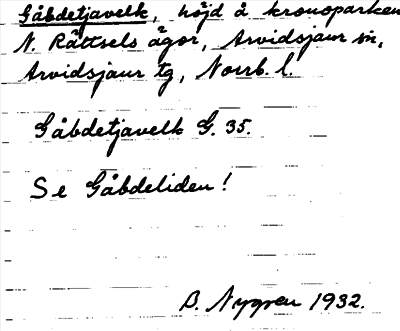 Gåbdetjavelk, höjd å kronoparken
N. Rättsels ägor, Arvidsjaur sn,
Arvidsjaur tg, Norrb. l.
Gåbdetjavelk G. 35.
Se Gåbdeliden!
B. Nygren 1932.